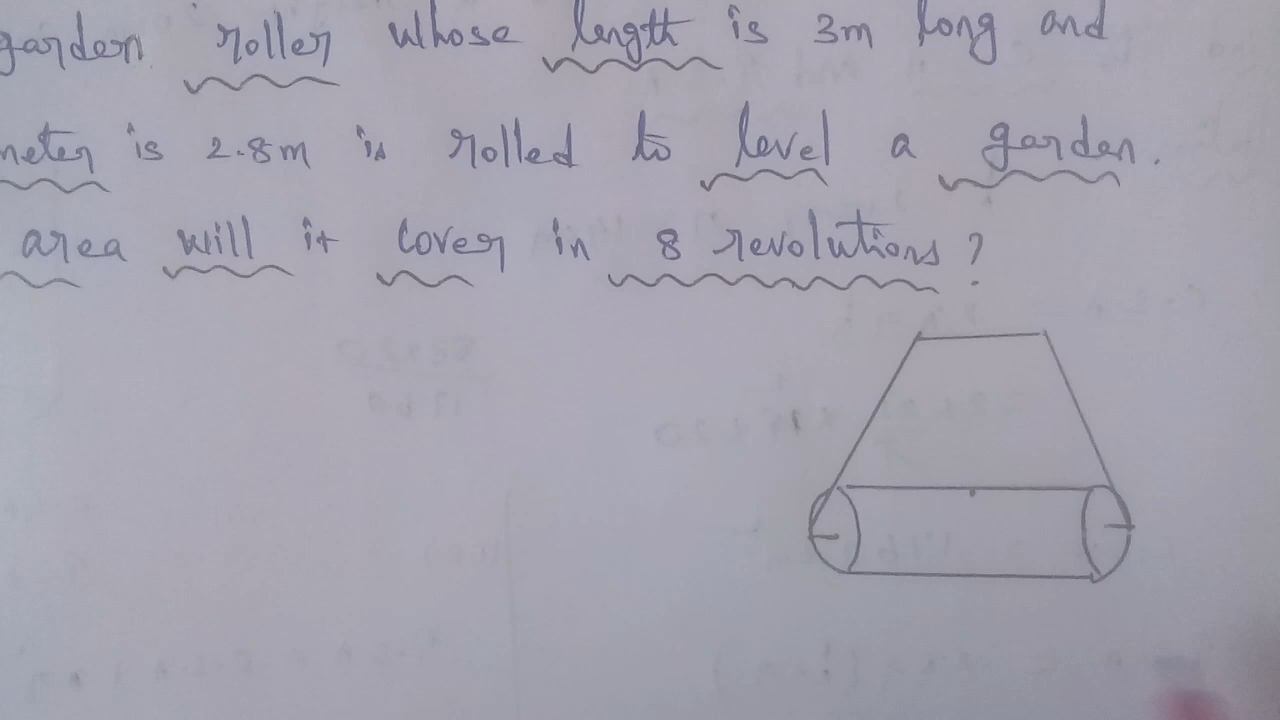 garden roller whose length is 3m long and
meter is 2.8m is rolled to level a garden.
area will it cover in 8 revolutions?